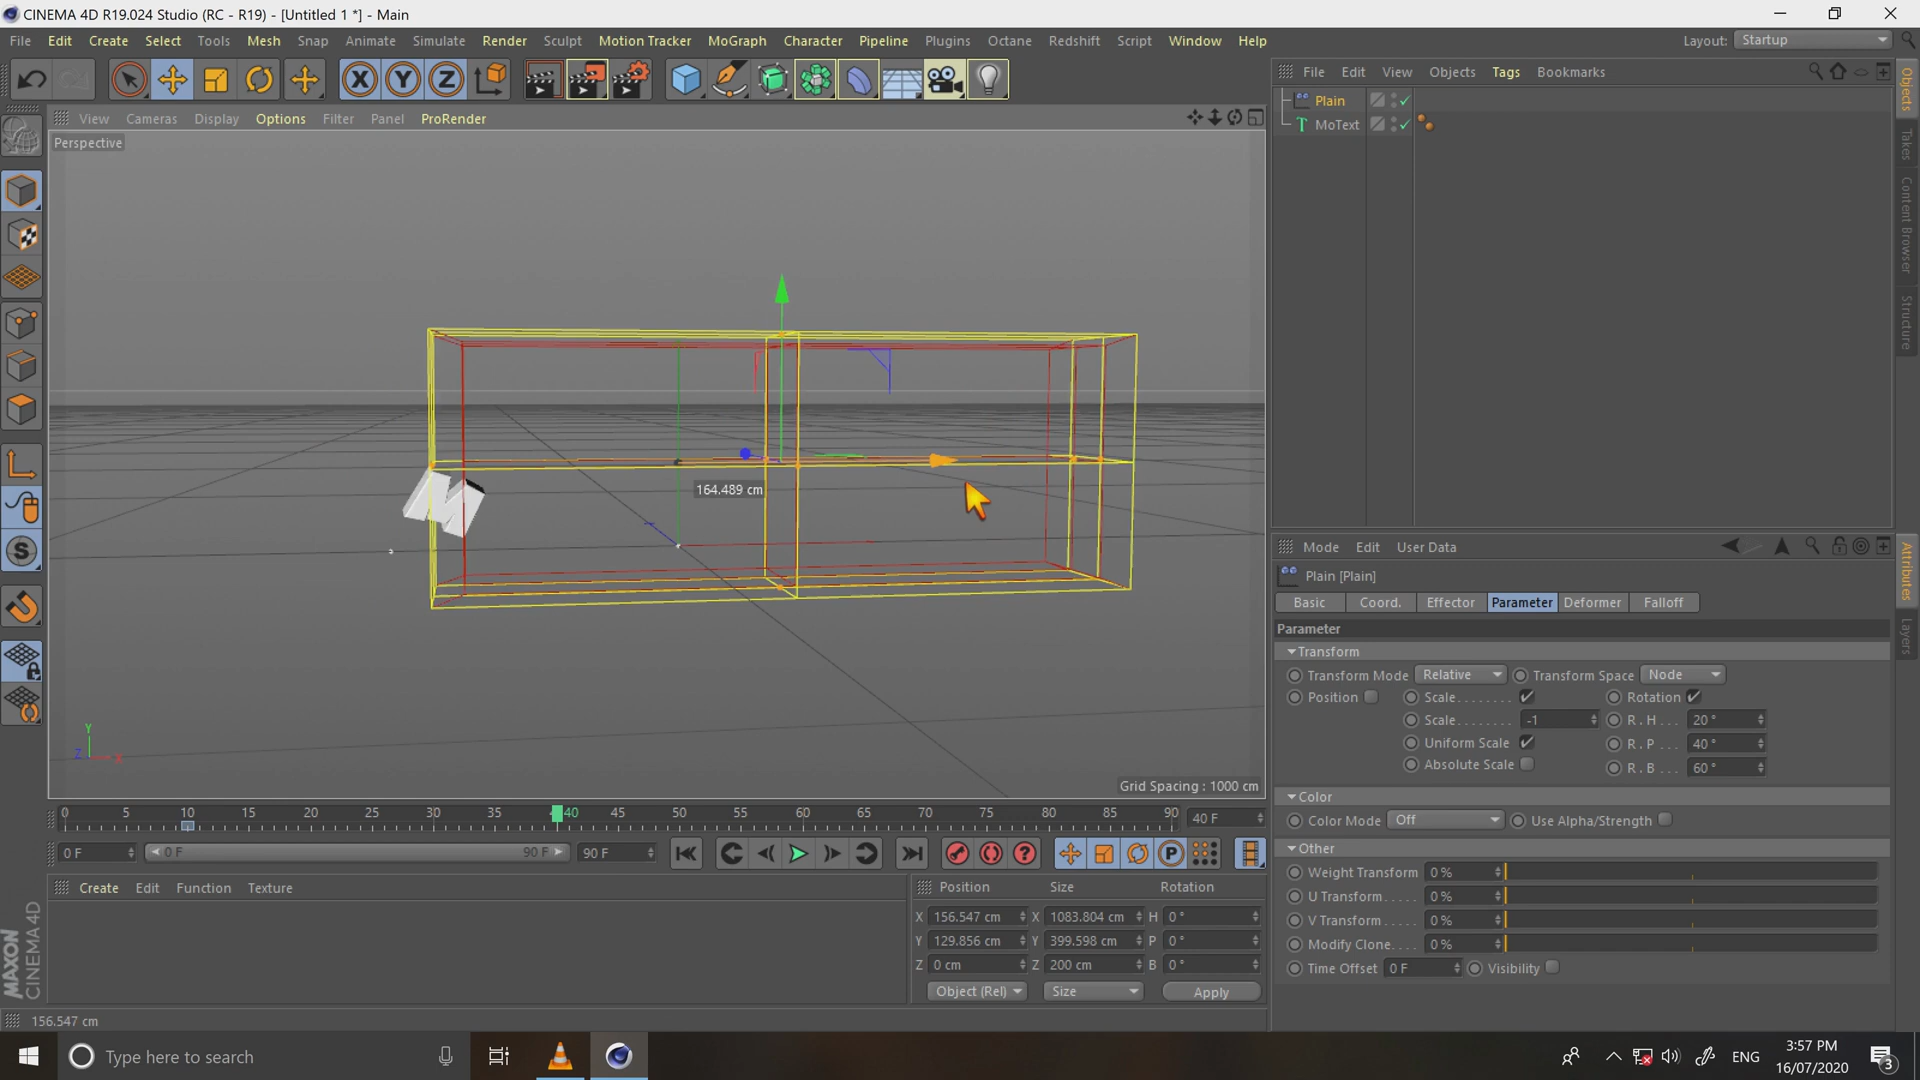 CINEMA 4D R19.024 Studio (RC - R19) - [Untitled 1 *] - Main
File Edit Create Select Tools Mesh Snap Animate Simulate Render Sculpt Motion Tracker MoGraph Character Pipeline Plugins Octane Redshift Script Window Help Layout: Startup
X Y Z
File Edit View Objects Tags Bookmarks
View Cameras Display Options Filter Panel ProRender
Perspective
Plain
MoText
Objects
Takes
Content Browser
Structure
164.489 cm
Y
Z X
Grid Spacing : 1000 cm
Mode Edit User Data
Plain [Plain]
Basic Coord. Effector Parameter Deformer Falloff
Parameter
Transform
Transform Mode Relative Transform Space Node
Position Scale........ Rotation
Scale........ -1 R . H ... 20 °
Uniform Scale R . P ... 40 °
Absolute Scale R . B ... 60 °
Color
Color Mode Off Use Alpha/Strength
Other
Weight Transform 0 %
U Transform..... 0 %
V Transform..... 0 %
Modify Clone.... 0 %
Time Offset 0 F Visibility
Attributes
Layers
0 5 10 15 20 25 30 35 40 45 50 55 60 65 70 75 80 85 90 40 F
0 F 0 F 90 F 90 F
Create Edit Function Texture
Position Size Rotation
X 156.547 cm X 1083.804 cm H 0 °
Y 129.856 cm Y 399.598 cm P 0 °
Z 0 cm Z 200 cm B 0 °
Object (Rel) Size Apply
MAXON
CINEMA 4D
156.547 cm
Type here to search
ENG
3:57 PM
16/07/2020
3